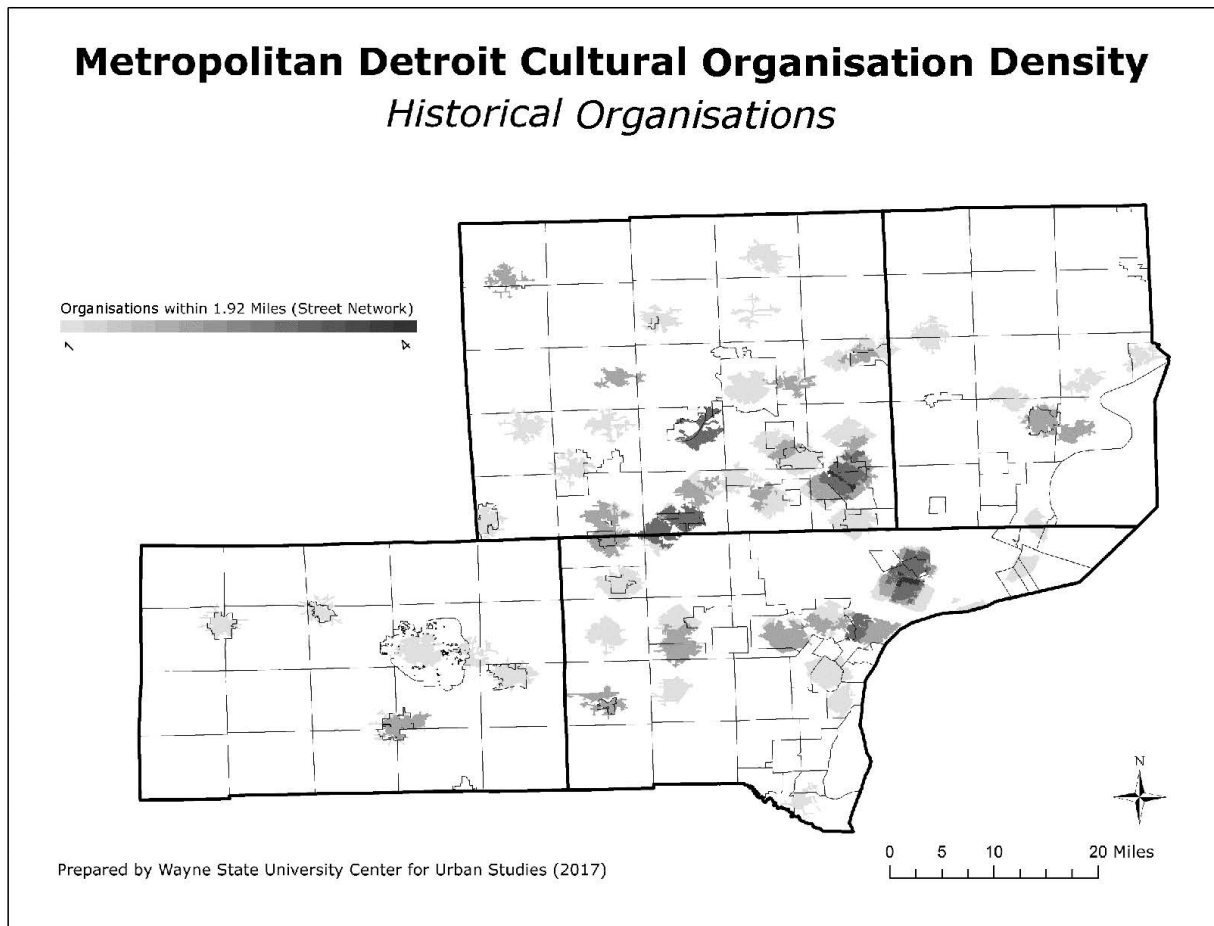 Metropolitan Detroit Cultural Organisation Density
Historical Organisations
Organisations within 1.92 Miles (Street Network)
1 4
N
0 5 10 20 Miles
Prepared by Wayne State University Center for Urban Studies (2017)